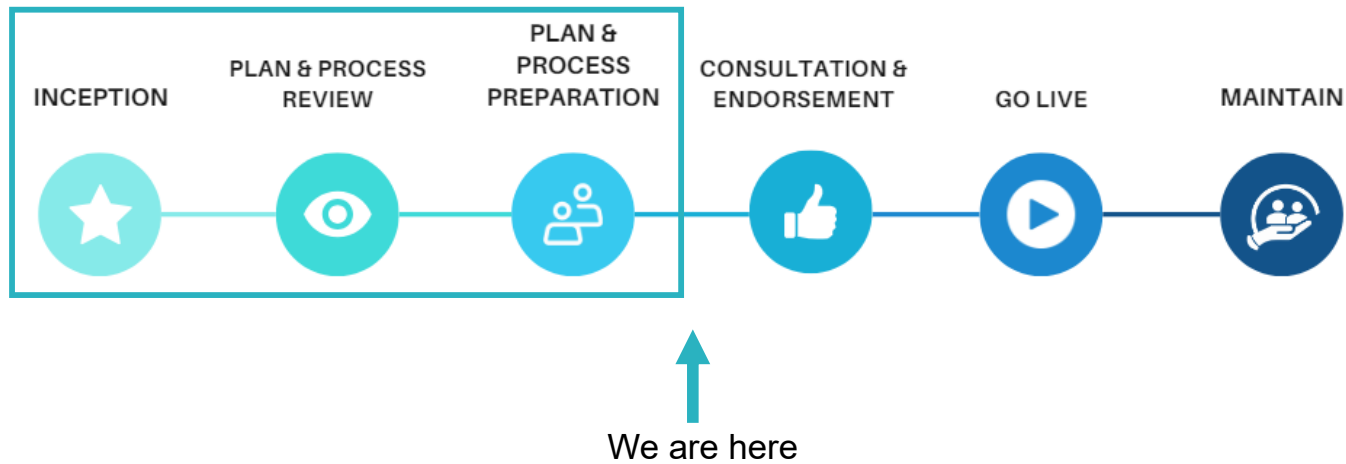 INCEPTION
PLAN & PROCESS
REVIEW
PLAN &
PROCESS
PREPARATION
CONSULTATION &
ENDORSEMENT
GO LIVE
MAINTAIN
We are here